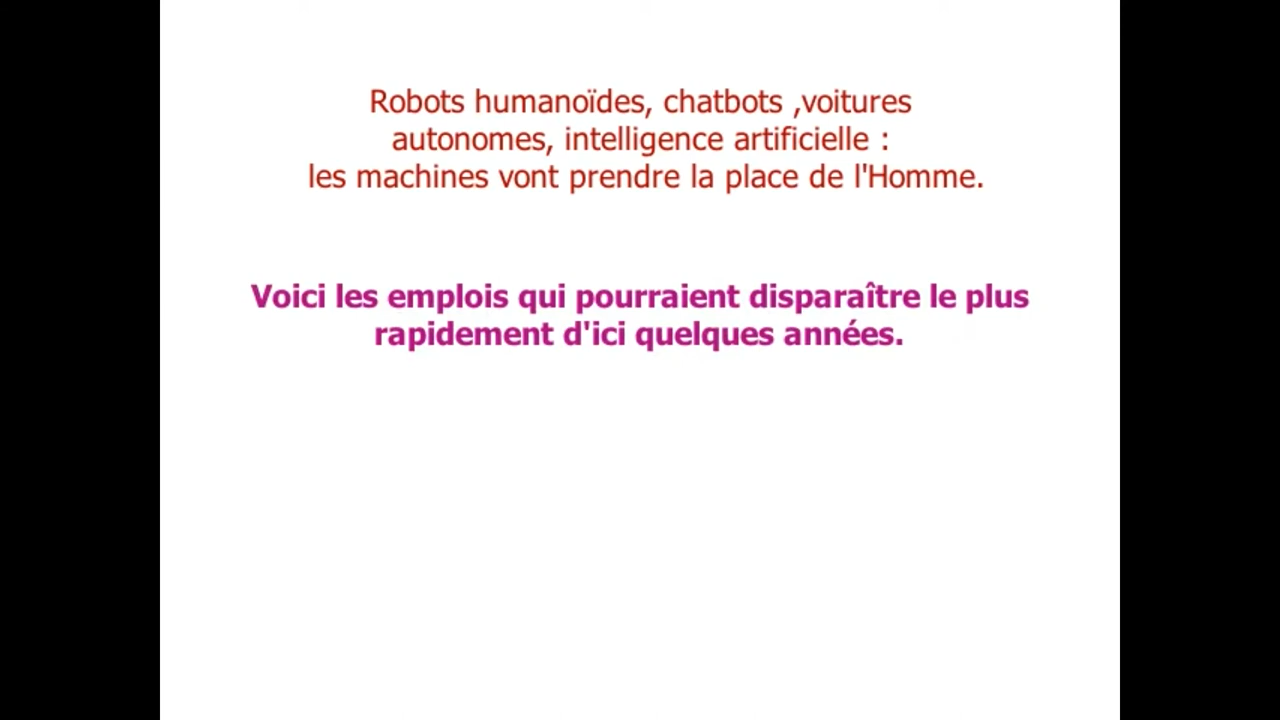 Robots humanoïdes, chatbots ,voitures
autonomes, intelligence artificielle :
les machines vont prendre la place de l'Homme.
Voici les emplois qui pourraient disparaître le plus
rapidement d'ici quelques années.